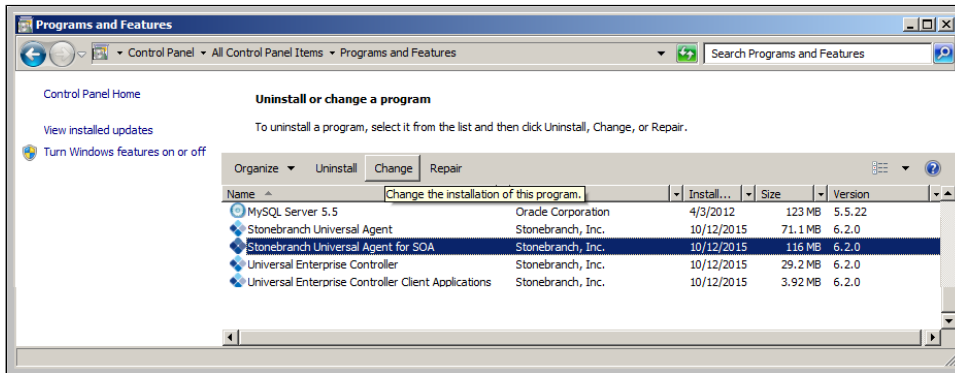 Programs and Features
Control Panel All Control Panel Items Programs and Features Search Programs and Features
Control Panel Home
View installed updates
Turn Windows features on or off
Uninstall or change a program
To uninstall a program, select it from the list and then click Uninstall, Change, or Repair.
Organize Uninstall Change Repair
Name Install... Size Version
Change the installation of this program.
MySQL Server 5.5 Oracle Corporation 4/3/2012 123 MB 5.5.22
Stonebranch Universal Agent Stonebranch, Inc. 10/12/2015 71.1 MB 6.2.0
Stonebranch Universal Agent for SOA Stonebranch, Inc. 10/12/2015 116 MB 6.2.0
Universal Enterprise Controller Stonebranch, Inc. 10/12/2015 29.2 MB 6.2.0
Universal Enterprise Controller Client Applications Stonebranch, Inc. 10/12/2015 3.92 MB 6.2.0